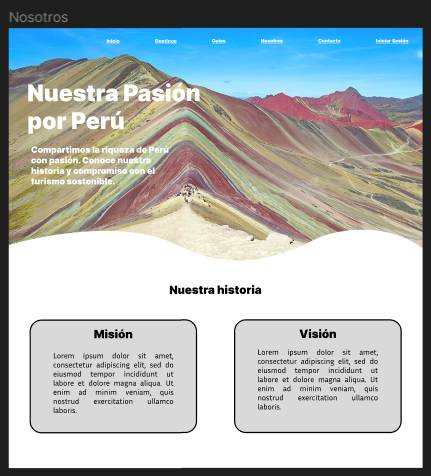 Nosotros
Inicio Destinos Guías Nosotros Contacto Iniciar Sesión
Nuestra Pasión
por Perú
Compartimos la riqueza de Perú
con pasión. Conoce nuestra
historia y compromiso con el
turismo sostenible.
Nuestra historia
Misión
Lorem ipsum dolor sit amet,
consectetur adipiscing elit, sed do
eiusmod tempor incididunt ut
labore et dolore magna aliqua. Ut
enim ad minim veniam, quis
nostrud exercitation ullamco
laboris.
Visión
Lorem ipsum dolor sit amet,
consectetur adipiscing elit, sed do
eiusmod tempor incididunt ut
labore et dolore magna aliqua. Ut
enim ad minim veniam, quis
nostrud exercitation ullamco
laboris.